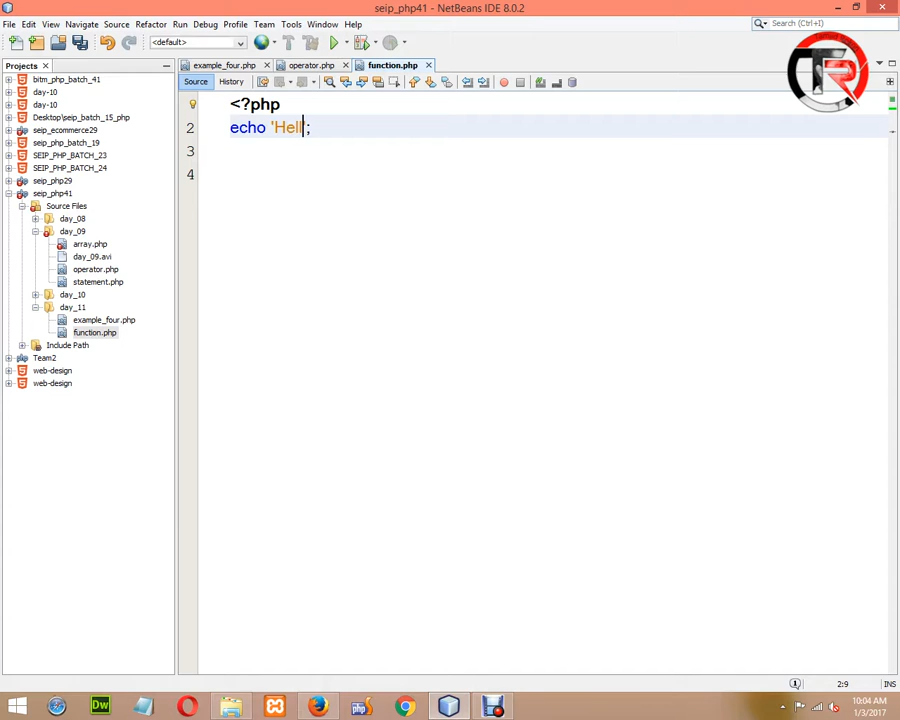 seip_php41 - NetBeans IDE 8.0.2
File Edit View Navigate Source Refactor Run Debug Profile Team Tools Window Help
Search (Ctrl+I)
<default>
Projects
example_four.php operator.php function.php
Source History
bitm_php_batch_41
day-10
day-10
Desktop\seip_batch_15_php
seip_ecommerce29
seip_php_batch_19
SEIP_PHP_BATCH_23
SEIP_PHP_BATCH_24
seip_php29
seip_php41
Source Files
day_08
day_09
array.php
day_09.avi
operator.php
statement.php
day_10
day_11
example_four.php
function.php
Include Path
Team2
web-design
web-design
<?php
2 echo 'Hell';
3
4
TR
2:9 INS
Dw
10:04 AM
1/3/2017